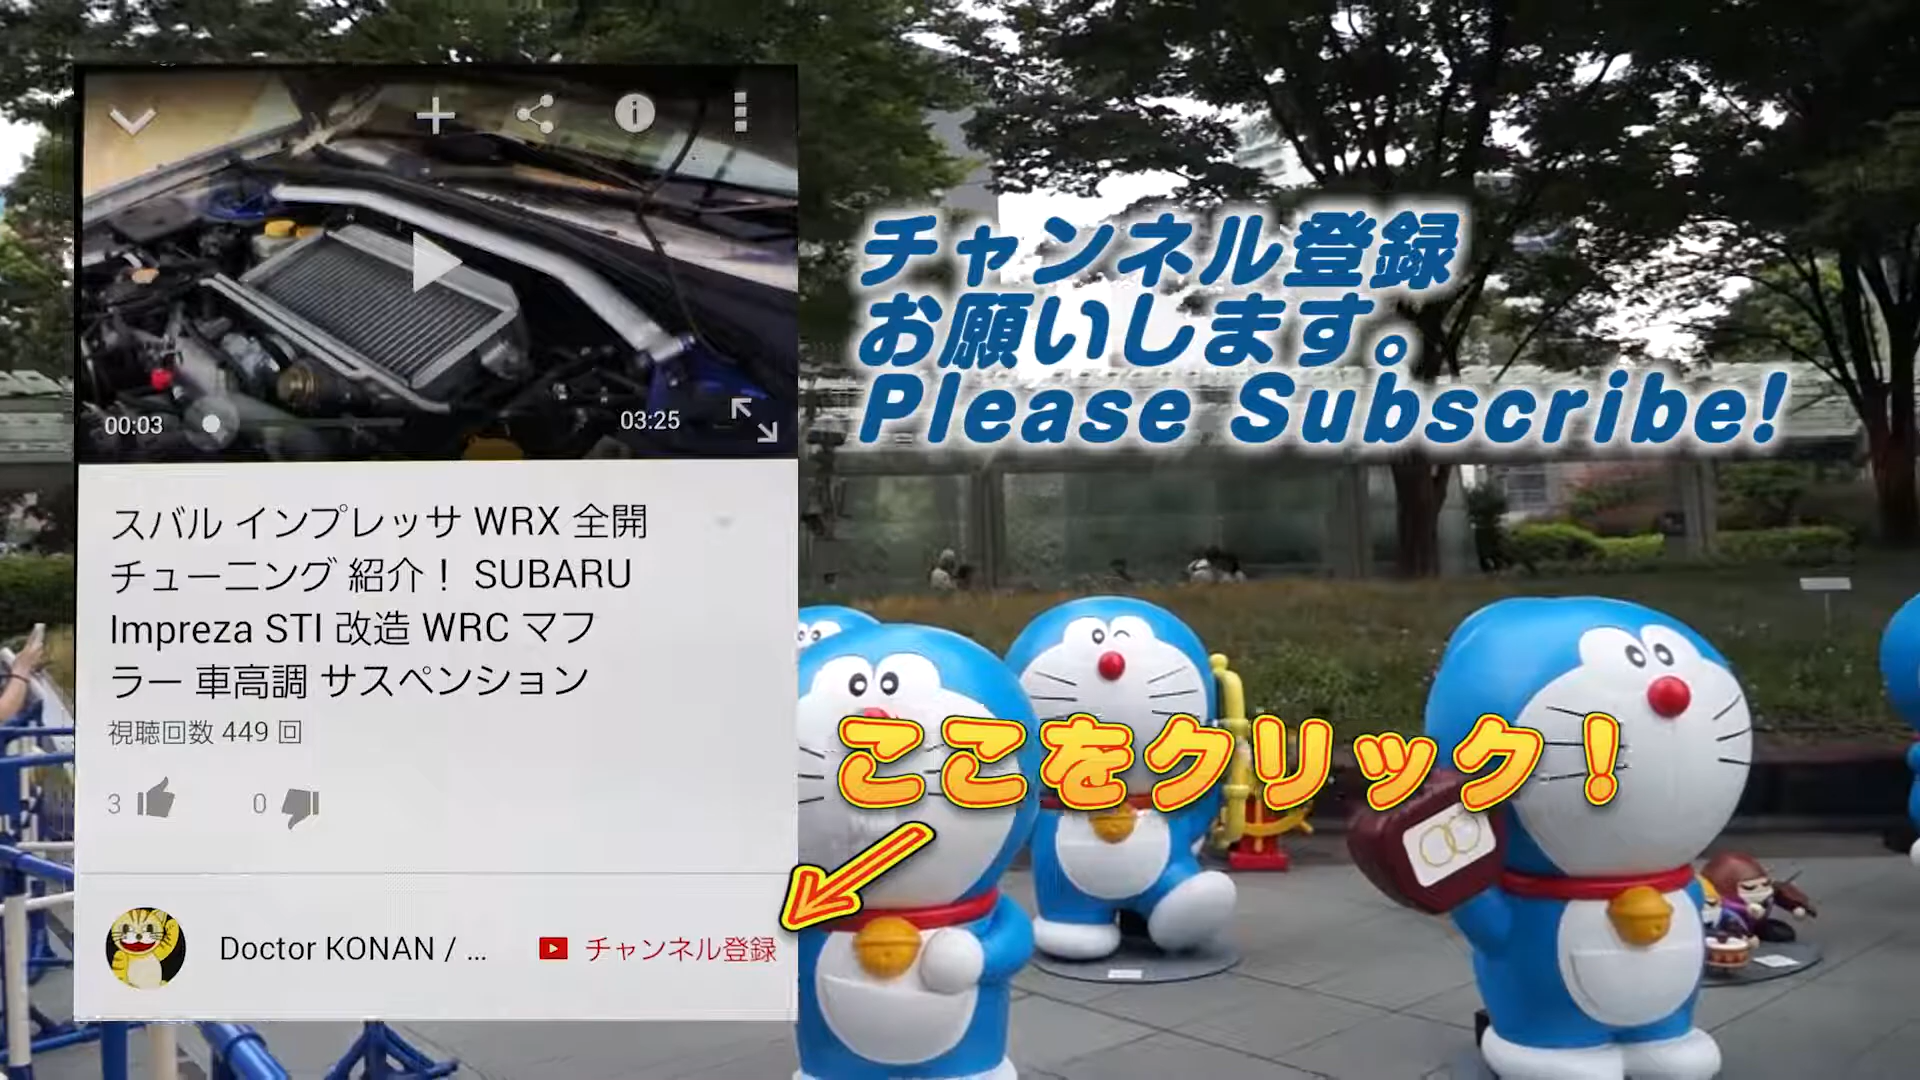 00:03
03:25
スバル インプレッサ WRX 全開
チューニング 紹介！ SUBARU
Impreza STI 改造 WRC マフ
ラー 車高調 サスペンション
視聴回数 449 回
3
0
Doctor KONAN / ...
チャンネル登録
チャンネル登録
お願いします。
Please Subscribe!
ここをクリック！